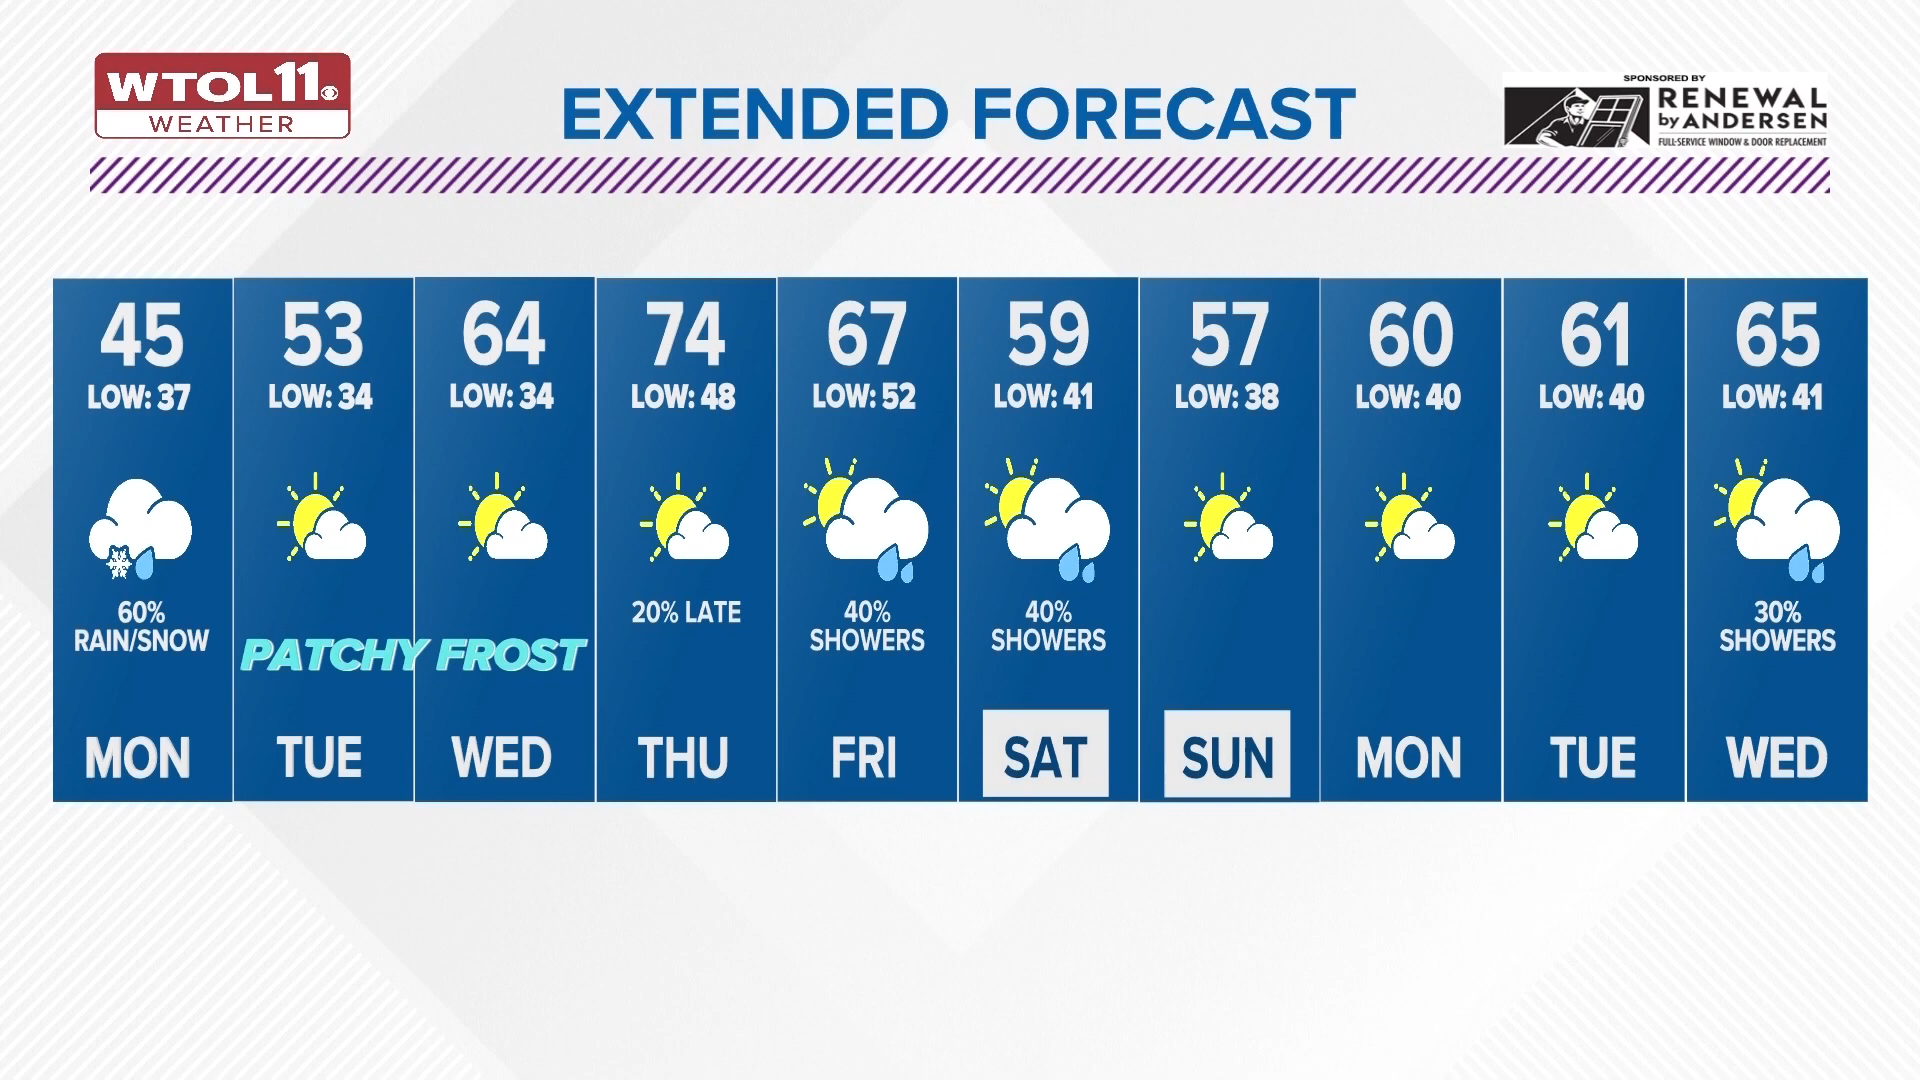 WTOL11
WEATHER
EXTENDED FORECAST
SPONSORED BY
RENEWAL
by ANDERSEN
FULL-SERVICE WINDOW & DOOR REPLACEMENT
45
LOW: 37
60%
RAIN/SNOW
MON
53
LOW: 34
TUE
64
LOW: 34
WED
PATCHY FROST
74
LOW: 48
20% LATE
THU
67
LOW: 52
40%
SHOWERS
FRI
59
LOW: 41
40%
SHOWERS
SAT
57
LOW: 38
SUN
60
LOW: 40
MON
61
LOW: 40
TUE
65
LOW: 41
30%
SHOWERS
WED